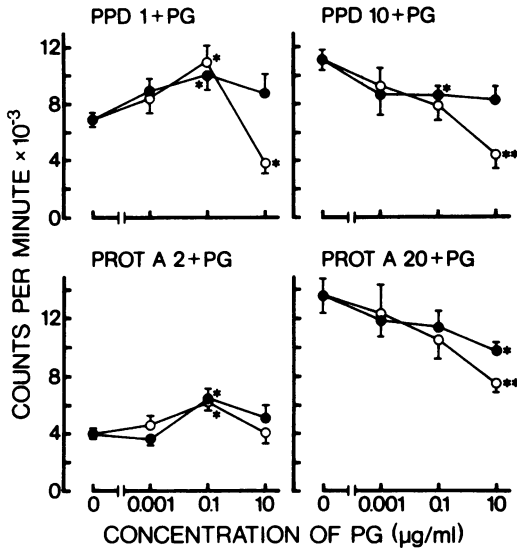 PPD 1+PG
PPD 10+PG
12
8
4
0
*
*
*
*
**
PROT A 2+PG
PROT A 20+PG
12
8
4
0
*
*
*
**
0 0.001 0.1 10
0 0.001 0.1 10
COUNTS PER MINUTE ×10⁻³
CONCENTRATION OF PG (µg/ml)